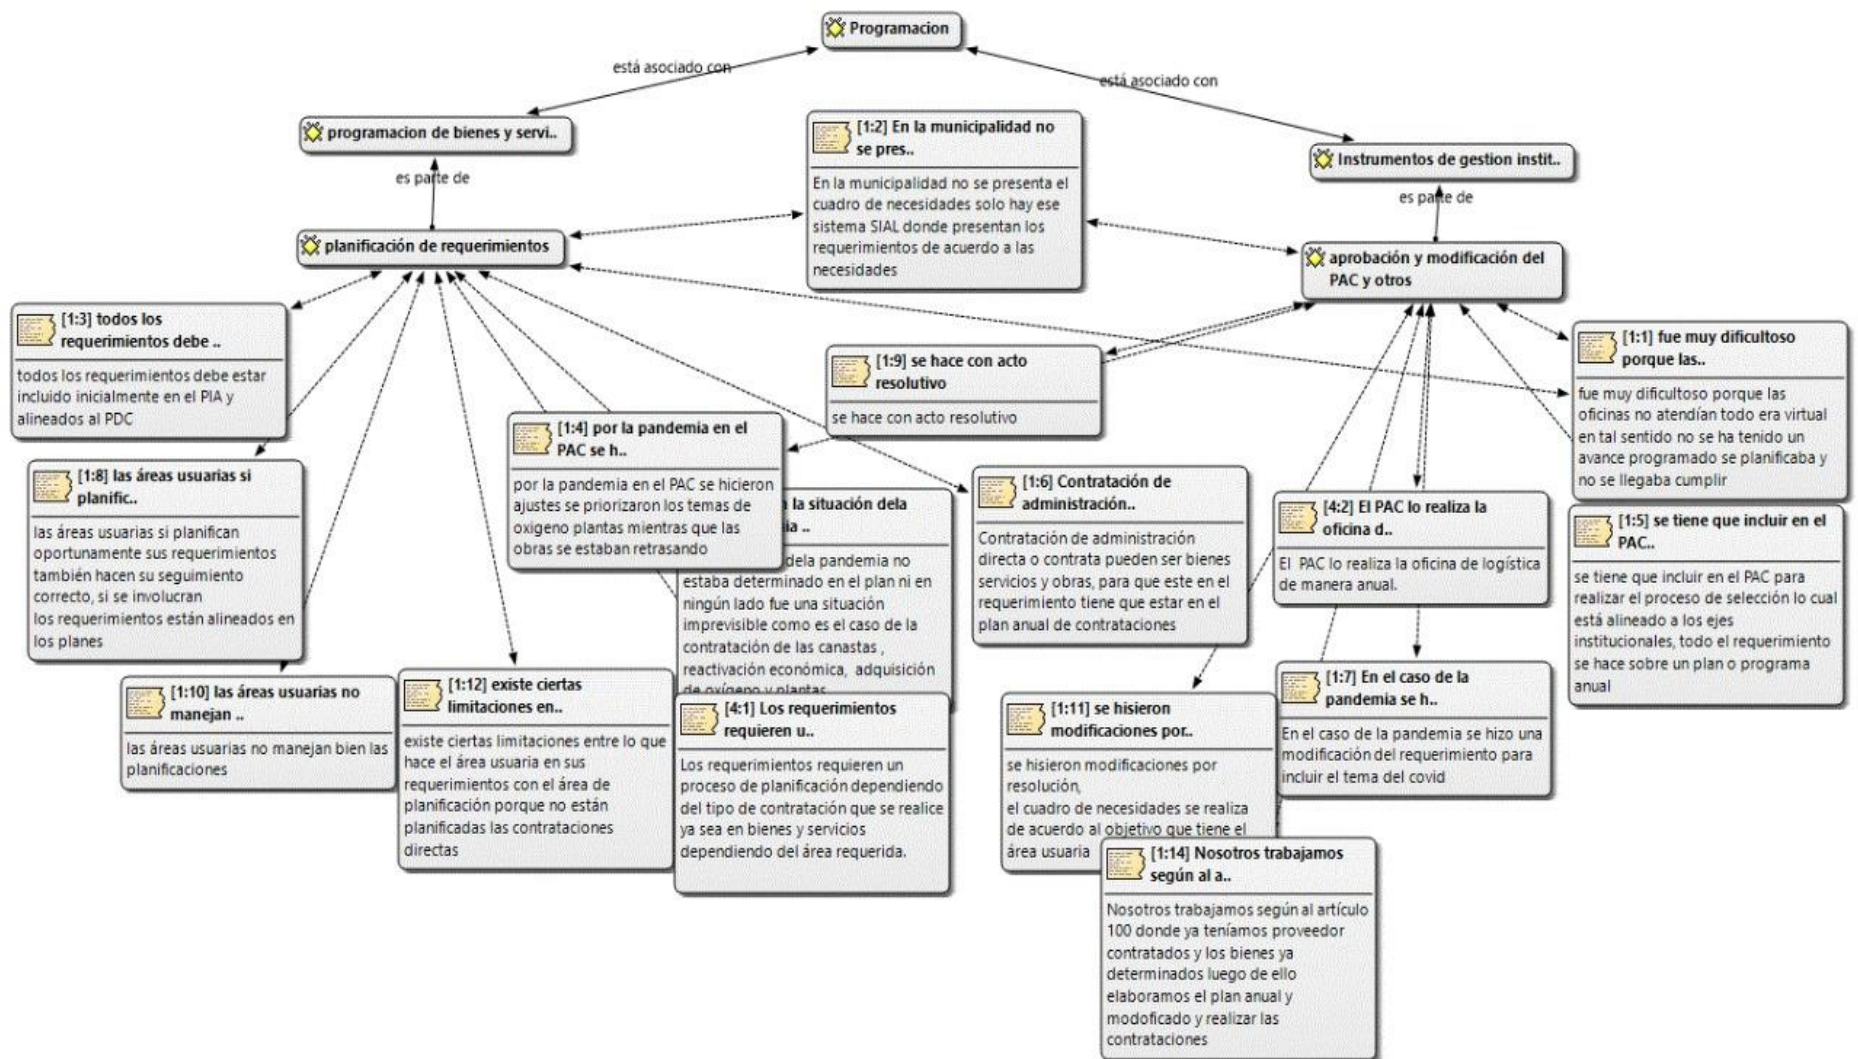 Programacion
está asociado con
está asociado con
programacion de bienes y servi..
es parte de
planificación de requerimientos
[1:2] En la municipalidad no
se pres..
En la municipalidad no se presenta el
cuadro de necesidades solo hay ese
sistema SIAL donde presentan los
requerimientos de acuerdo a las
necesidades
Instrumentos de gestion instit..
es parte de
aprobación y modificación del
PAC y otros
[1:3] todos los
requerimientos debe ..
todos los requerimientos debe estar
incluido inicialmente en el PIA y
alineados al PDC
[1:9] se hace con acto
resolutivo
se hace con acto resolutivo
[1:1] fue muy dificultoso
porque las..
fue muy dificultoso porque las
oficinas no atendían todo era virtual
en tal sentido no se ha tenido un
avance programado se planificaba y
no se llegaba cumplir
[1:8] las áreas usuarias si
planific..
las áreas usuarias si planifican
oportunamente sus requerimientos
también hacen su seguimiento
correcto, si se involucran
los requerimientos están alineados en
los planes
[1:4] por la pandemia en el
PAC se h..
por la pandemia en el PAC se hicieron
ajustes se priorizaron los temas de
oxigeno plantas mientras que las
obras se estaban retrasando
la situación dela
dela pandemia no
estaba determinado en el plan ni en
ningún lado fue una situación
imprevisible como es el caso de la
contratación de las canastas ,
reactivación económica, adquisición
de oxígeno y plantas
[1:6] Contratación de
administración..
Contratación de administración
directa o contrata pueden ser bienes
servicios y obras, para que este en el
requerimiento tiene que estar en el
plan anual de contrataciones
[4:2] El PAC lo realiza la
oficina d..
El PAC lo realiza la oficina de logística
de manera anual.
[1:5] se tiene que incluir en el
PAC..
se tiene que incluir en el PAC para
realizar el proceso de selección lo cual
está alineado a los ejes
institucionales, todo el requerimiento
se hace sobre un plan o programa
anual
[1:10] las áreas usuarias no
manejan ..
las áreas usuarias no manejan bien las
planificaciones
[1:12] existe ciertas
limitaciones en..
existe ciertas limitaciones entre lo que
hace el área usuaria en sus
requerimientos con el área de
planificación porque no están
planificadas las contrataciones
directas
[4:1] Los requerimientos
requieren u..
Los requerimientos requieren un
proceso de planificación dependiendo
del tipo de contratación que se realice
ya sea en bienes y servicios
dependiendo del área requerida.
[1:11] se hisieron
modificaciones por..
se hisieron modificaciones por
resolución,
el cuadro de necesidades se realiza
de acuerdo al objetivo que tiene el
área usuaria
[1:7] En el caso de la
pandemia se h..
En el caso de la pandemia se hizo una
modificación del requerimiento para
incluir el tema del covid
[1:14] Nosotros trabajamos
según al a..
Nosotros trabajamos según al artículo
100 donde ya teníamos proveedor
contratados y los bienes ya
determinados luego de ello
elaboramos el plan anual y
modoficado y realizar las
contrataciones